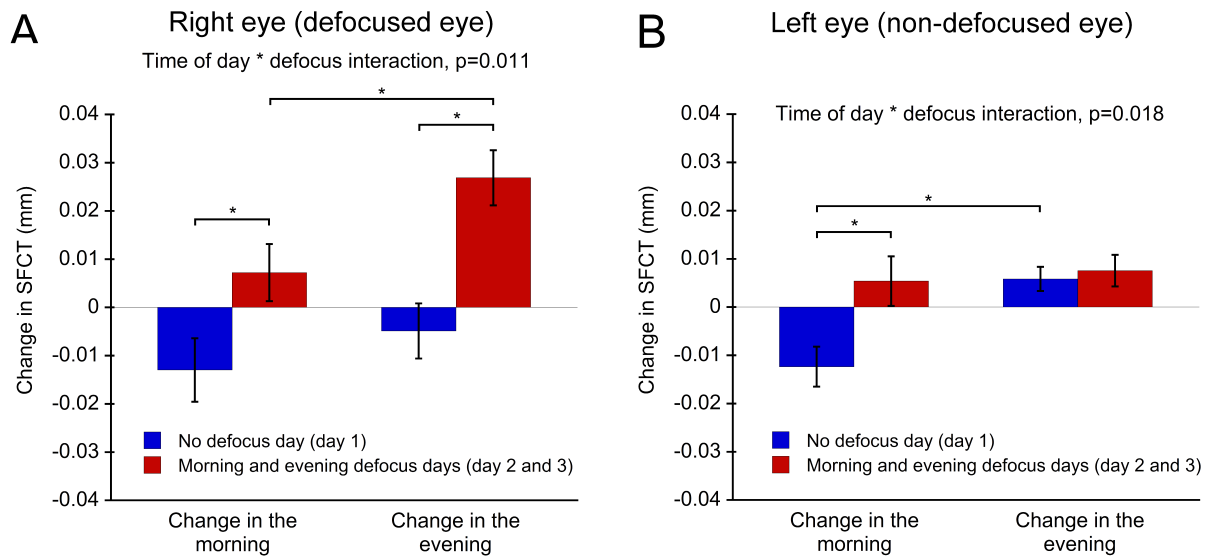 A
Right eye (defocused eye)
Time of day * defocus interaction, p=0.011
*
*
*
0.04
0.03
0.02
0.01
0
-0.01
-0.02
-0.03
-0.04
Change in SFCT (mm)
No defocus day (day 1)
Morning and evening defocus days (day 2 and 3)
Change in the
morning
Change in the
evening
B
Left eye (non-defocused eye)
Time of day * defocus interaction, p=0.018
*
*
0.04
0.03
0.02
0.01
0
-0.01
-0.02
-0.03
-0.04
Change in SFCT (mm)
No defocus day (day 1)
Morning and evening defocus days (day 2 and 3)
Change in the
morning
Change in the
evening